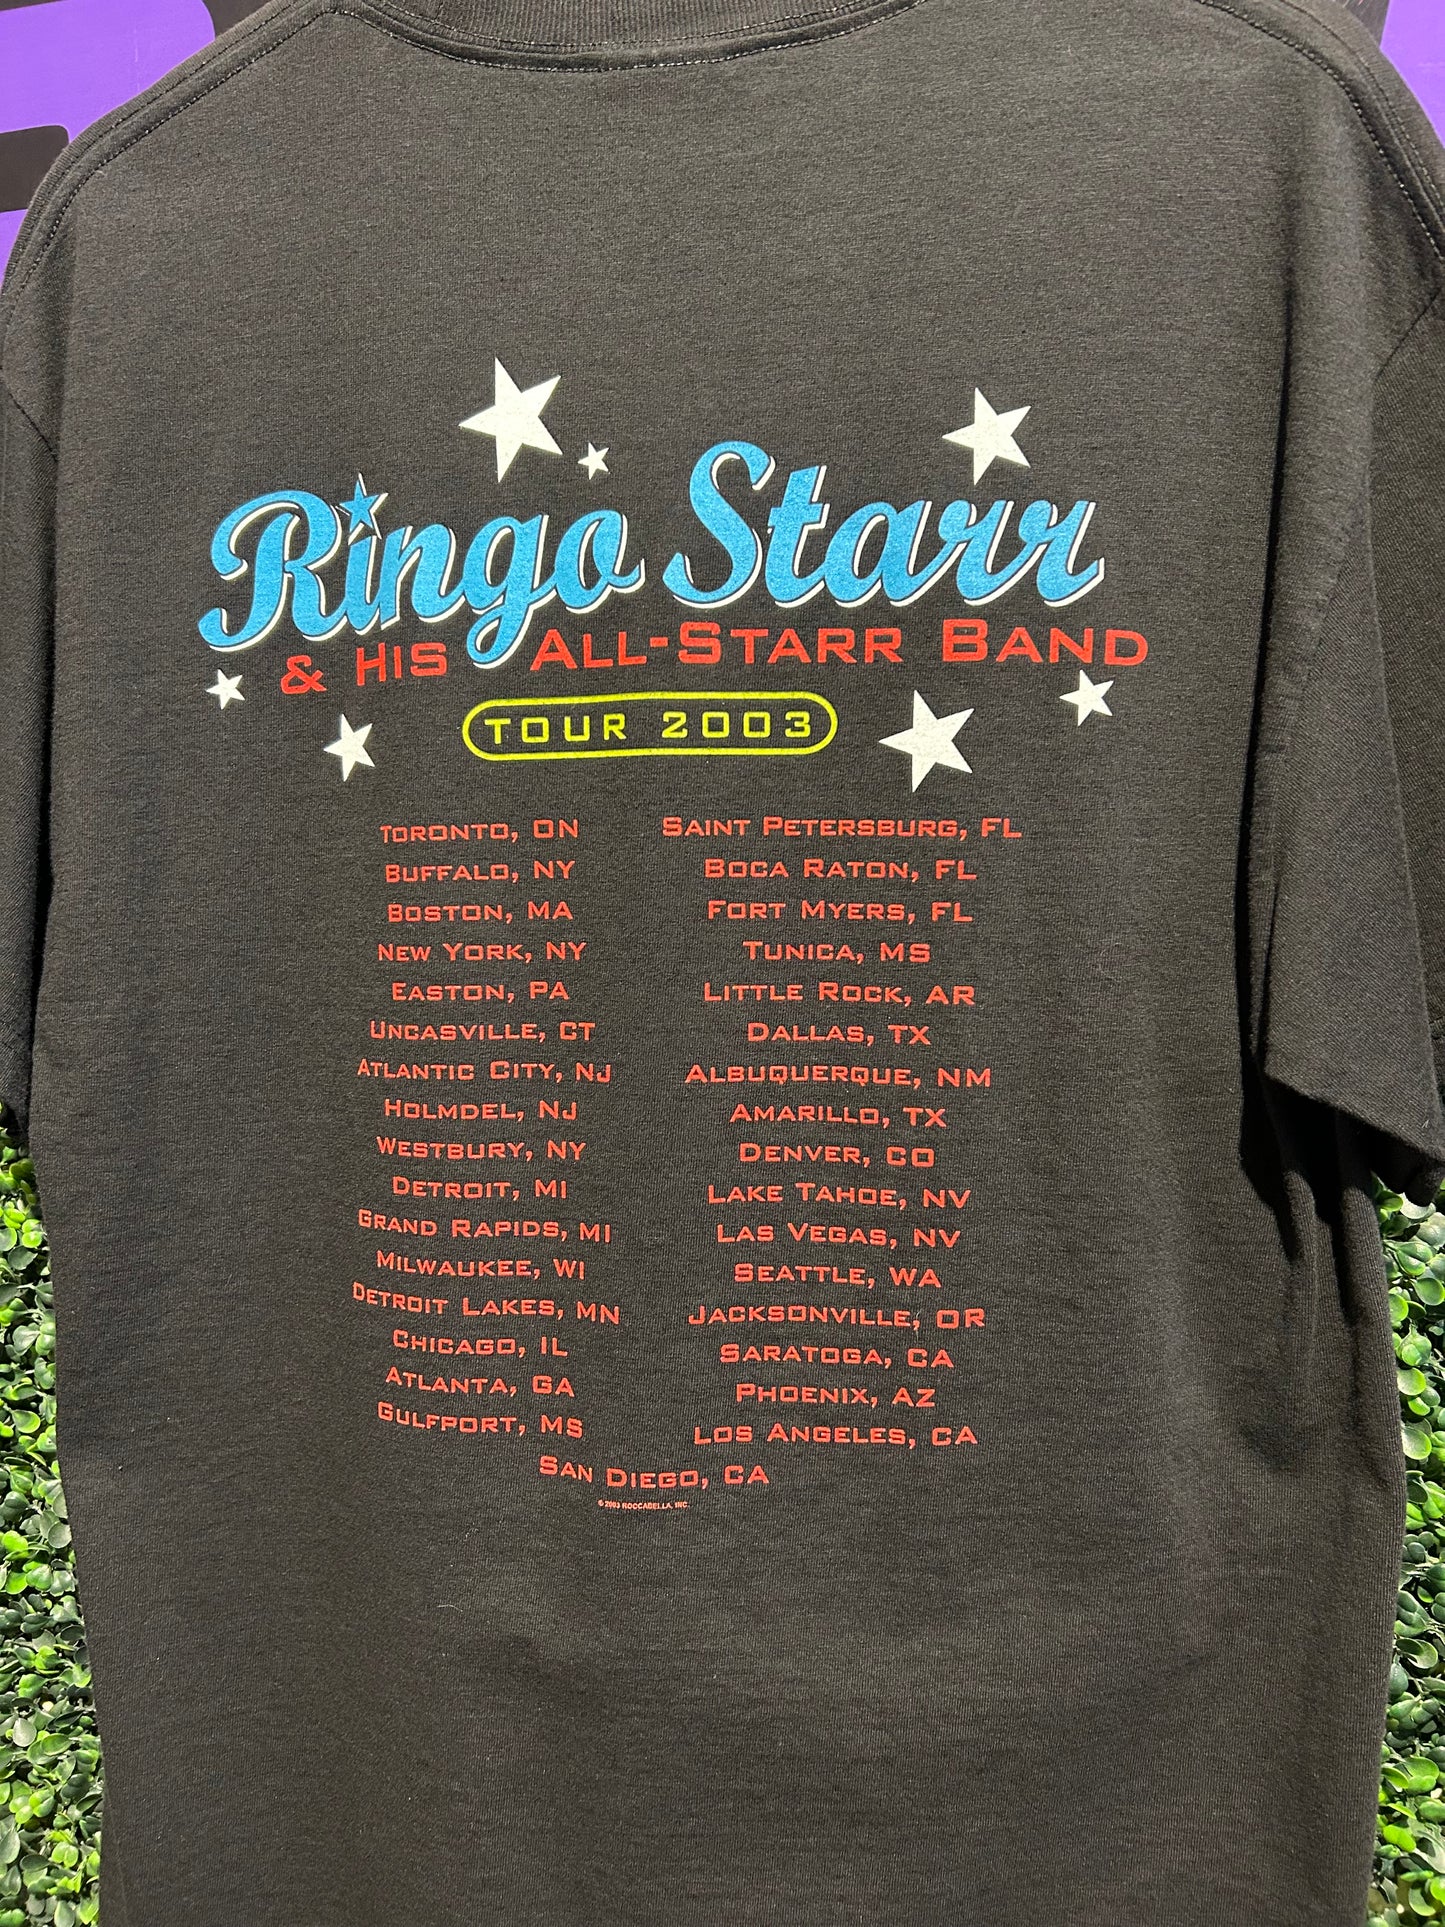 Ringo Starr
& His All-Starr Band
TOUR 2003
Toronto, ON
Buffalo, NY
Boston, MA
New York, NY
Easton, PA
Uncasville, CT
Atlantic City, NJ
Holmdel, NJ
Westbury, NY
Detroit, MI
Grand Rapids, MI
Milwaukee, WI
Detroit Lakes, MN
Chicago, IL
Atlanta, GA
Gulfport, MS
Saint Petersburg, FL
Boca Raton, FL
Fort Myers, FL
Tunica, MS
Little Rock, AR
Dallas, TX
Albuquerque, NM
Amarillo, TX
Denver, CO
Lake Tahoe, NV
Las Vegas, NV
Seattle, WA
Jacksonville, OR
Saratoga, CA
Phoenix, AZ
Los Angeles, CA
San Diego, CA
© 2003 ROCCABELLA, INC.